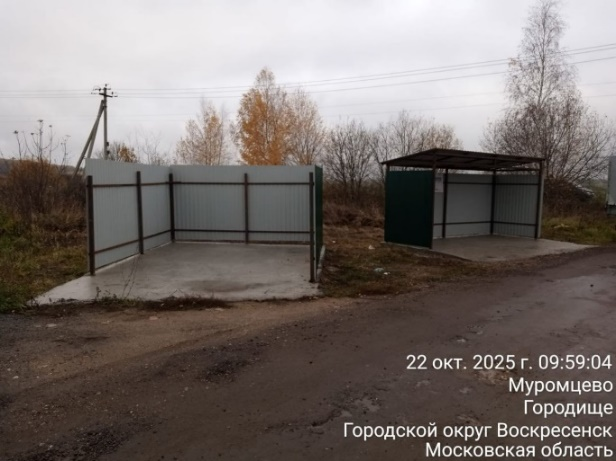 22 окт. 2025 г. 09:59:04
Муромцево
Городище
Городской округ Воскресенск
Московская область